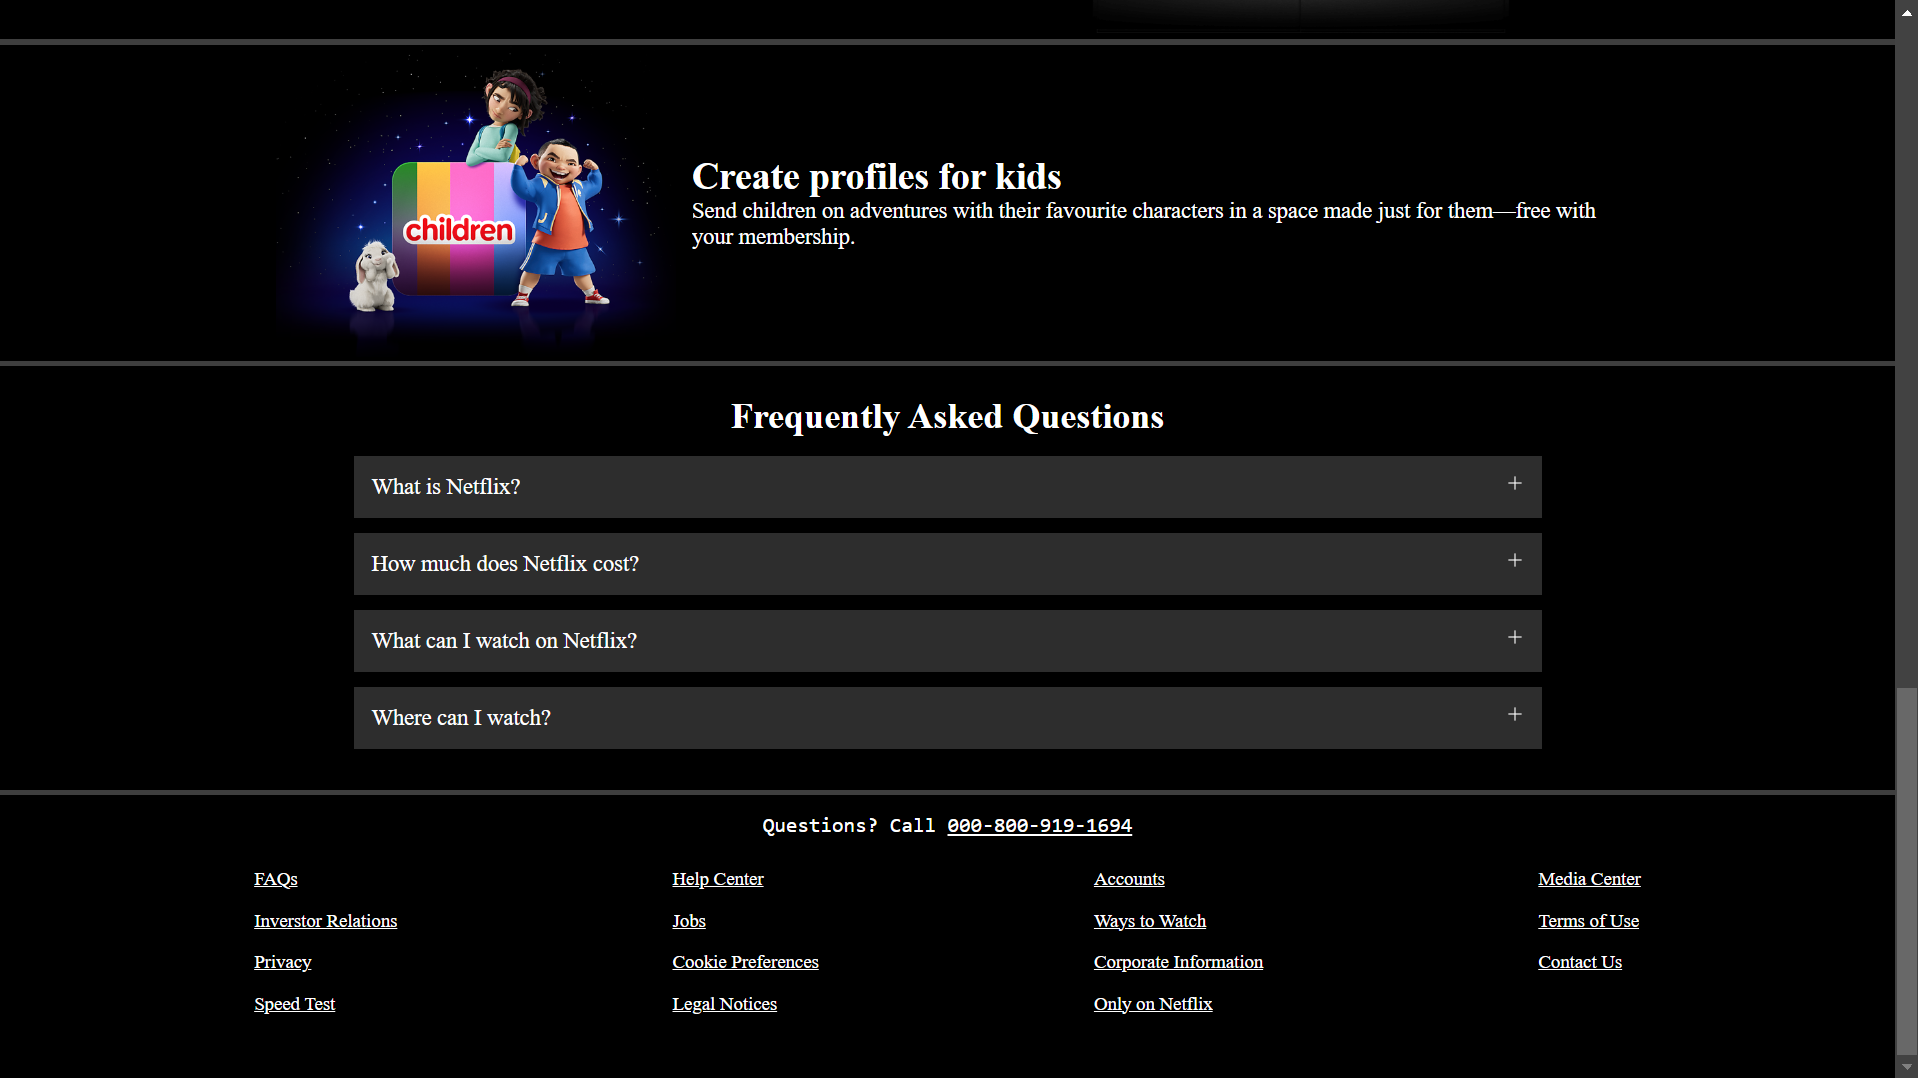 children
Create profiles for kids
Send children on adventures with their favourite characters in a space made just for them—free with
your membership.
Frequently Asked Questions
What is Netflix?
How much does Netflix cost?
What can I watch on Netflix?
Where can I watch?
Questions? Call 000-800-919-1694
FAQs Help Center Accounts Media Center
Inverstor Relations Jobs Ways to Watch Terms of Use
Privacy Cookie Preferences Corporate Information Contact Us
Speed Test Legal Notices Only on Netflix